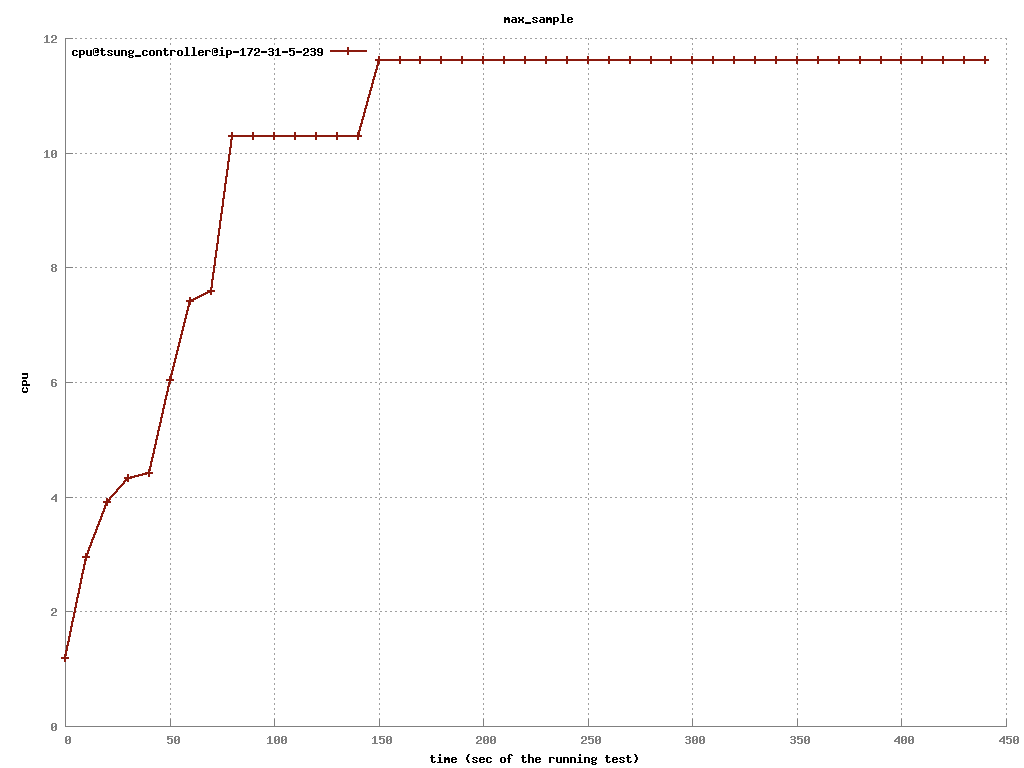 max_sample
cpu@tsung_controller@ip-172-31-5-239
12
10
8
6
4
2
0
cpu
0 50 100 150 200 250 300 350 400 450
time (sec of the running test)